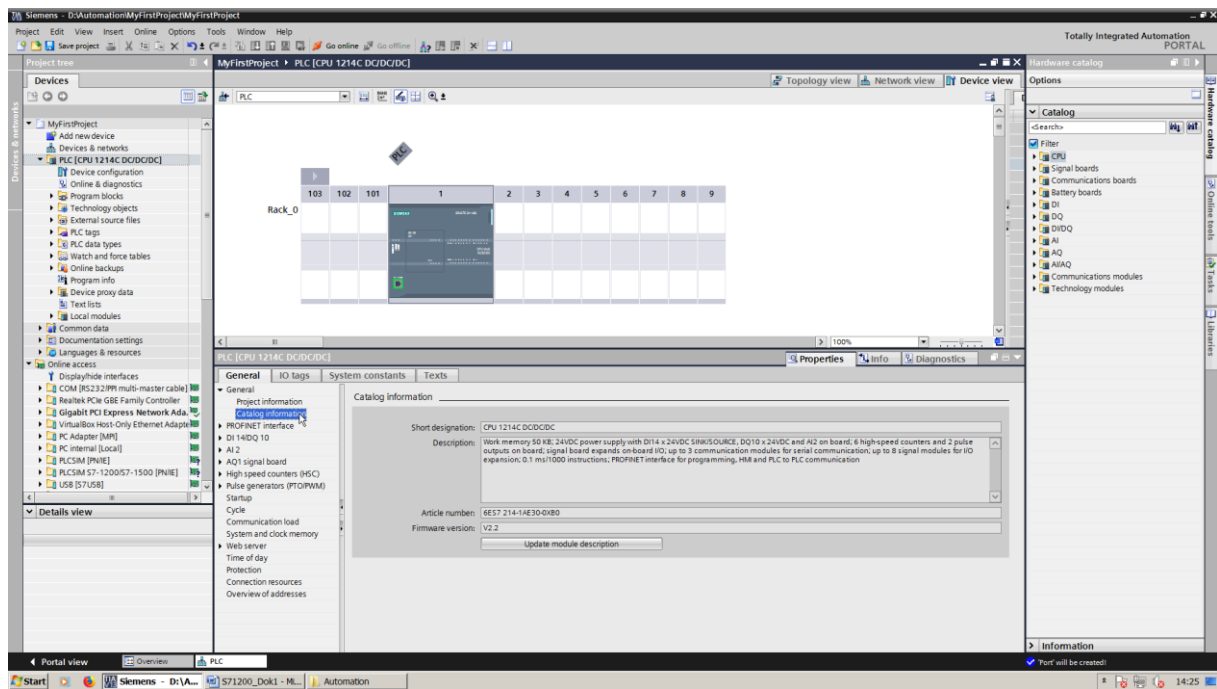 Siemens - D:\Automation\MyFirstProject\MyFirstProject
Project Edit View Insert Online Options Tools Window Help
Save project
Go online
Go offline
Totally Integrated Automation
PORTAL
Project tree
Devices
Devices & networks
MyFirstProject
Add new device
Devices & networks
PLC [CPU 1214C DC/DC/DC]
Device configuration
Online & diagnostics
Program blocks
Technology objects
External source files
PLC tags
PLC data types
Watch and force tables
Online backups
Program info
Device proxy data
Text lists
Local modules
Common data
Documentation settings
Languages & resources
Online access
Display/hide interfaces
COM [RS232/PPI multi-master cable]
Realtek PCIe GBE Family Controller
Gigabit PCI Express Network Ada..
VirtualBox Host-Only Ethernet Adapte
PC Adapter [MPI]
PC internal [Local]
PLCSIM [PN/IE]
PLCSIM S7-1200/S7-1500 [PN/IE]
USB [S7USB]
Details view
MyFirstProject PLC [CPU 1214C DC/DC/DC]
Topology view Network view Device view
PLC
PLC
103 102 101 1 2 3 4 5 6 7 8 9
Rack_0
SIEMENS
100%
PLC [CPU 1214C DC/DC/DC]
Properties Info Diagnostics
General IO tags System constants Texts
General
Project information
Catalog information
PROFINET interface
DI 14/DQ 10
AI 2
AQ1 signal board
High speed counters (HSC)
Pulse generators (PTO/PWM)
Startup
Cycle
Communication load
System and clock memory
Web server
Time of day
Protection
Connection resources
Overview of addresses
Catalog information
Short designation: CPU 1214C DC/DC/DC
Description: Work memory 50 KB; 24VDC power supply with DI14 x 24VDC SINK/SOURCE, DQ10 x 24VDC and AI2 on board; 6 high-speed counters and 2 pulse
outputs on board; signal board expands on-board I/O; up to 3 communication modules for serial communication; up to 8 signal modules for I/O
expansion; 0.1 ms/1000 instructions; PROFINET interface for programming, HMI and PLC to PLC communication
Article number: 6ES7 214-1AE30-0XB0
Firmware version: V2.2
Update module description
Hardware catalog
Options
Catalog
<Search>
Filter
CPU
Signal boards
Communications boards
Battery boards
DI
DQ
DI/DQ
AI
AQ
AI/AQ
Communications modules
Technology modules
Information
Hardware catalog
Online tools
Tasks
Libraries
Portal view
Overview
PLC
'Port' will be created!
Start
Siemens - D:\A...
S71200_Dok1 - Mi...
Automation
14:25